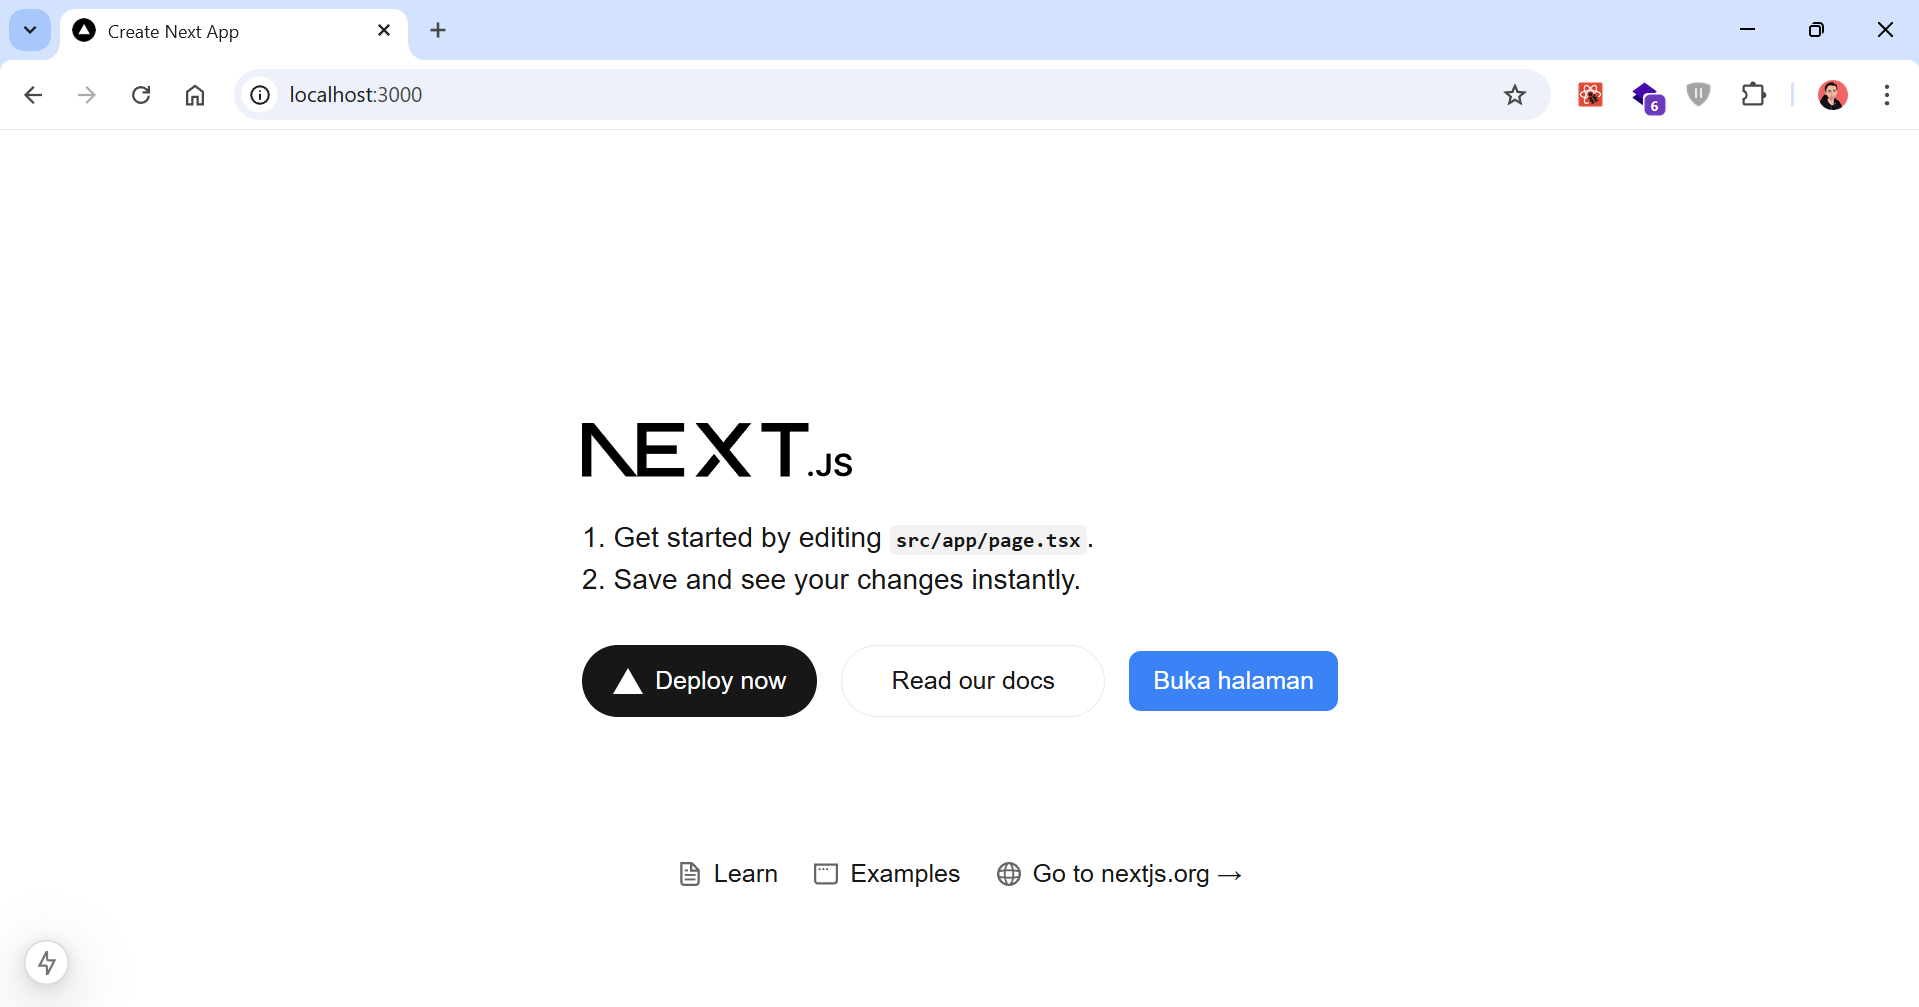 Create Next App
localhost:3000
6
NEXT.JS
1. Get started by editing src/app/page.tsx.
2. Save and see your changes instantly.
Deploy now Read our docs Buka halaman
Learn Examples Go to nextjs.org →